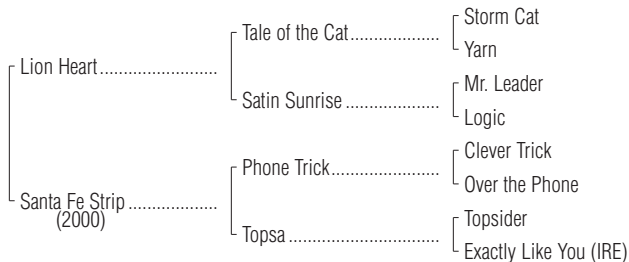 Storm Cat
Tale of the Cat....................
Yarn
Lion Heart.........................
Mr. Leader
Satin Sunrise .....................
Logic
Clever Trick
Phone Trick........................
Over the Phone
Santa Fe Strip ...................
(2000)
Topsider
Topsa .................................
Exactly Like You (IRE)